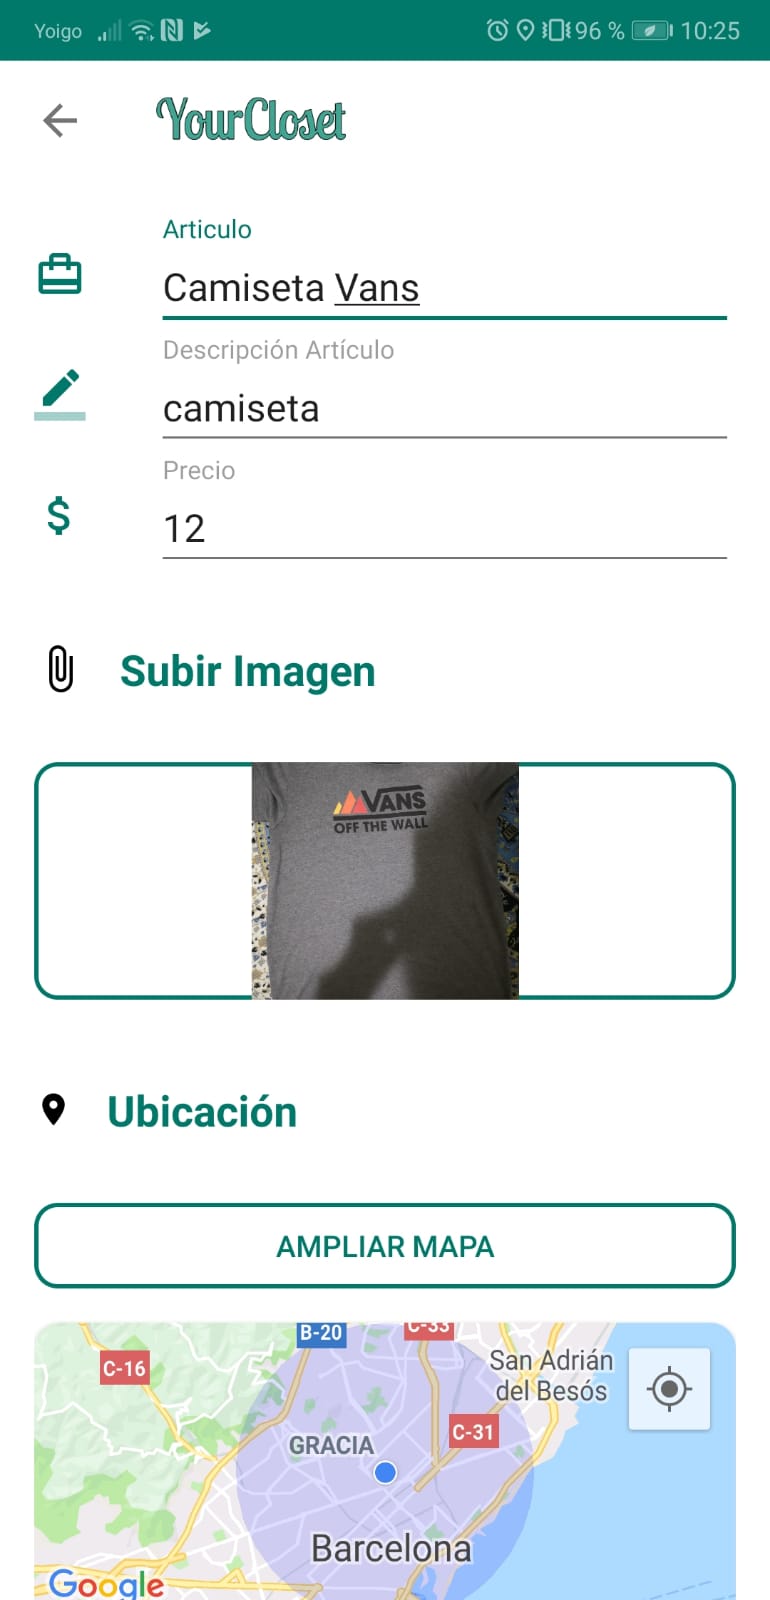 Yoigo 96 % 10:25
YourCloset
Articulo
Camiseta Vans
Descripción Artículo
camiseta
Precio
12
Subir Imagen
VANS
OFF THE WALL
Ubicación
AMPLIAR MAPA
B-20
C-33
San Adrián
del Besós
C-16
C-31
GRACIA
Barcelona
Google